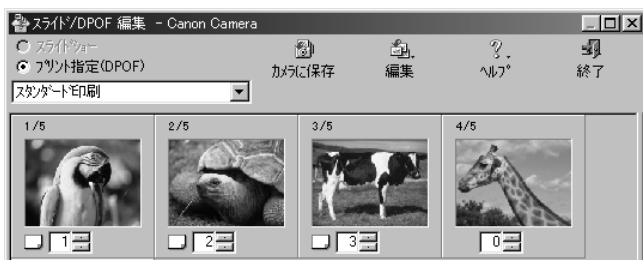 スライド/DPOF 編集 - Canon Camera
スライドショー
プリント指定(DPOF)
カメラに保存
編集
ヘルプ
終了
スタンダード印刷
1/5
2/5
3/5
4/5
1
2
3
0